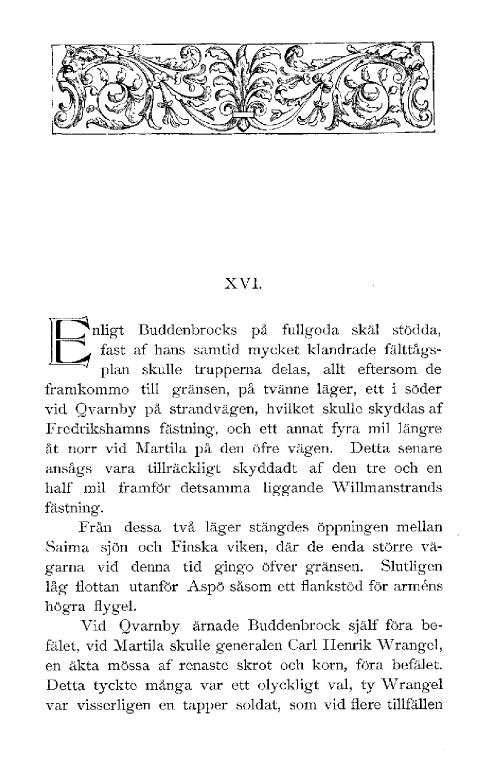 XVI.
Enligt Buddenbrocks på fullgoda skäl stödda,
fast af hans samtid mycket klandrade fälttågs-
plan skulle trupperna delas, allt eftersom de
framkommo till gränsen, på tvänne läger, ett i söder
vid Qvarnby på strandvägen, hvilket skulle skyddas af
Fredrikshamns fästning, och ett annat fyra mil längre
åt norr vid Martila på den öfre vägen. Detta senare
ansågs vara tillräckligt skyddadt af den tre och en
half mil framför detsamma liggande Willmanstrands
fästning.
Från dessa två läger stängdes öppningen mellan
Saima sjön och Finska viken, där de enda större vä-
garna vid denna tid gingo öfver gränsen. Slutligen
låg flottan utanför Aspö såsom ett flankstöd för arméns
högra flygel.
Vid Qvarnby ärnade Buddenbrock själf föra be-
fälet, vid Martila skulle generalen Carl Henrik Wrangel,
en äkta mössa af renaste skrot och korn, föra befälet.
Detta tyckte många var ett olyckligt val, ty Wrangel
var visserligen en tapper soldat, som vid flere tillfällen